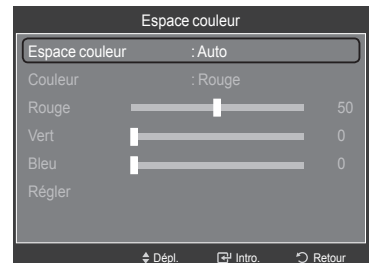 Espace couleur
Espace couleur : Auto
Couleur : Rouge
Rouge 50
Vert 0
Bleu 0
Régler
Dépl. Intro. Retour